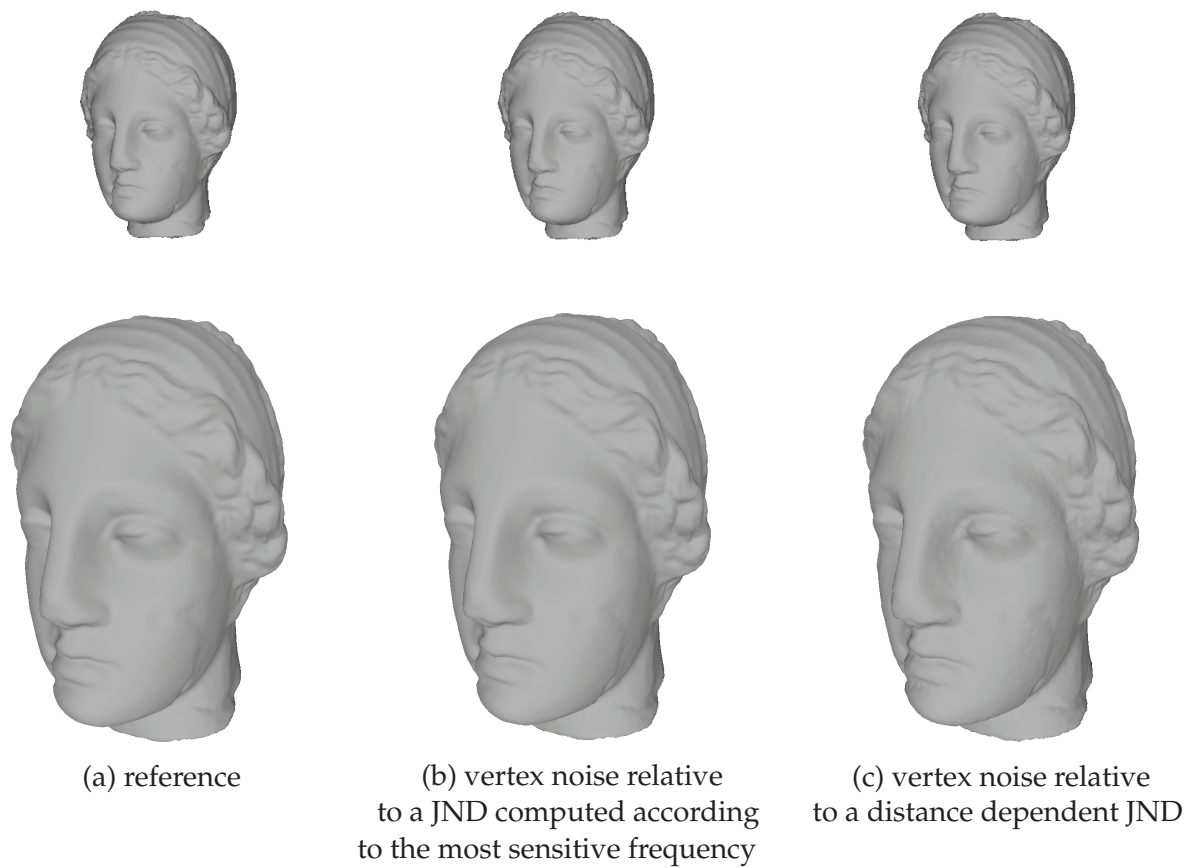 (a) reference
(b) vertex noise relative
to a JND computed according
to the most sensitive frequency
(c) vertex noise relative
to a distance dependent JND